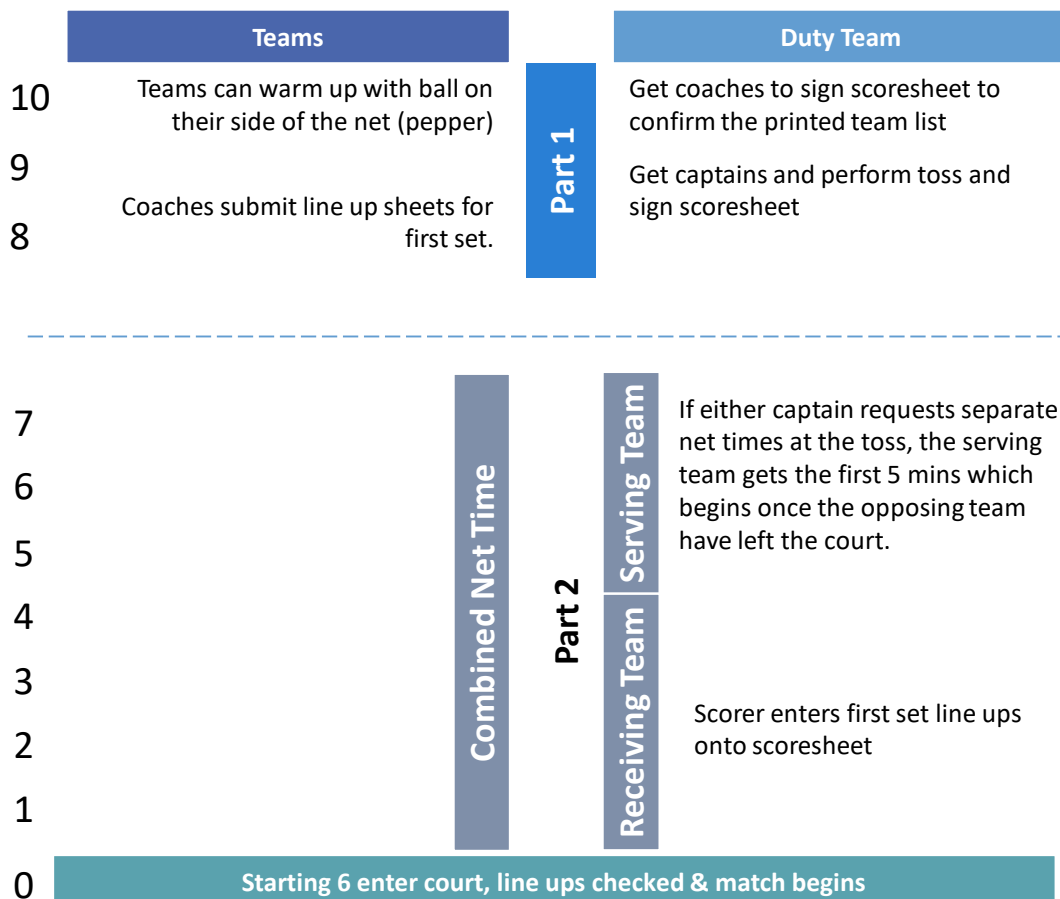 Teams
Duty Team
10
9
8
Teams can warm up with ball on
their side of the net (pepper)
Coaches submit line up sheets for
first set.
Part 1
Get coaches to sign scoresheet to
confirm the printed team list
Get captains and perform toss and
sign scoresheet
7
6
5
4
3
2
1
Combined Net Time
Part 2
Serving Team
Receiving Team
If either captain requests separate
net times at the toss, the serving
team gets the first 5 mins which
begins once the opposing team
have left the court.
Scorer enters first set line ups
onto scoresheet
0
Starting 6 enter court, line ups checked & match begins